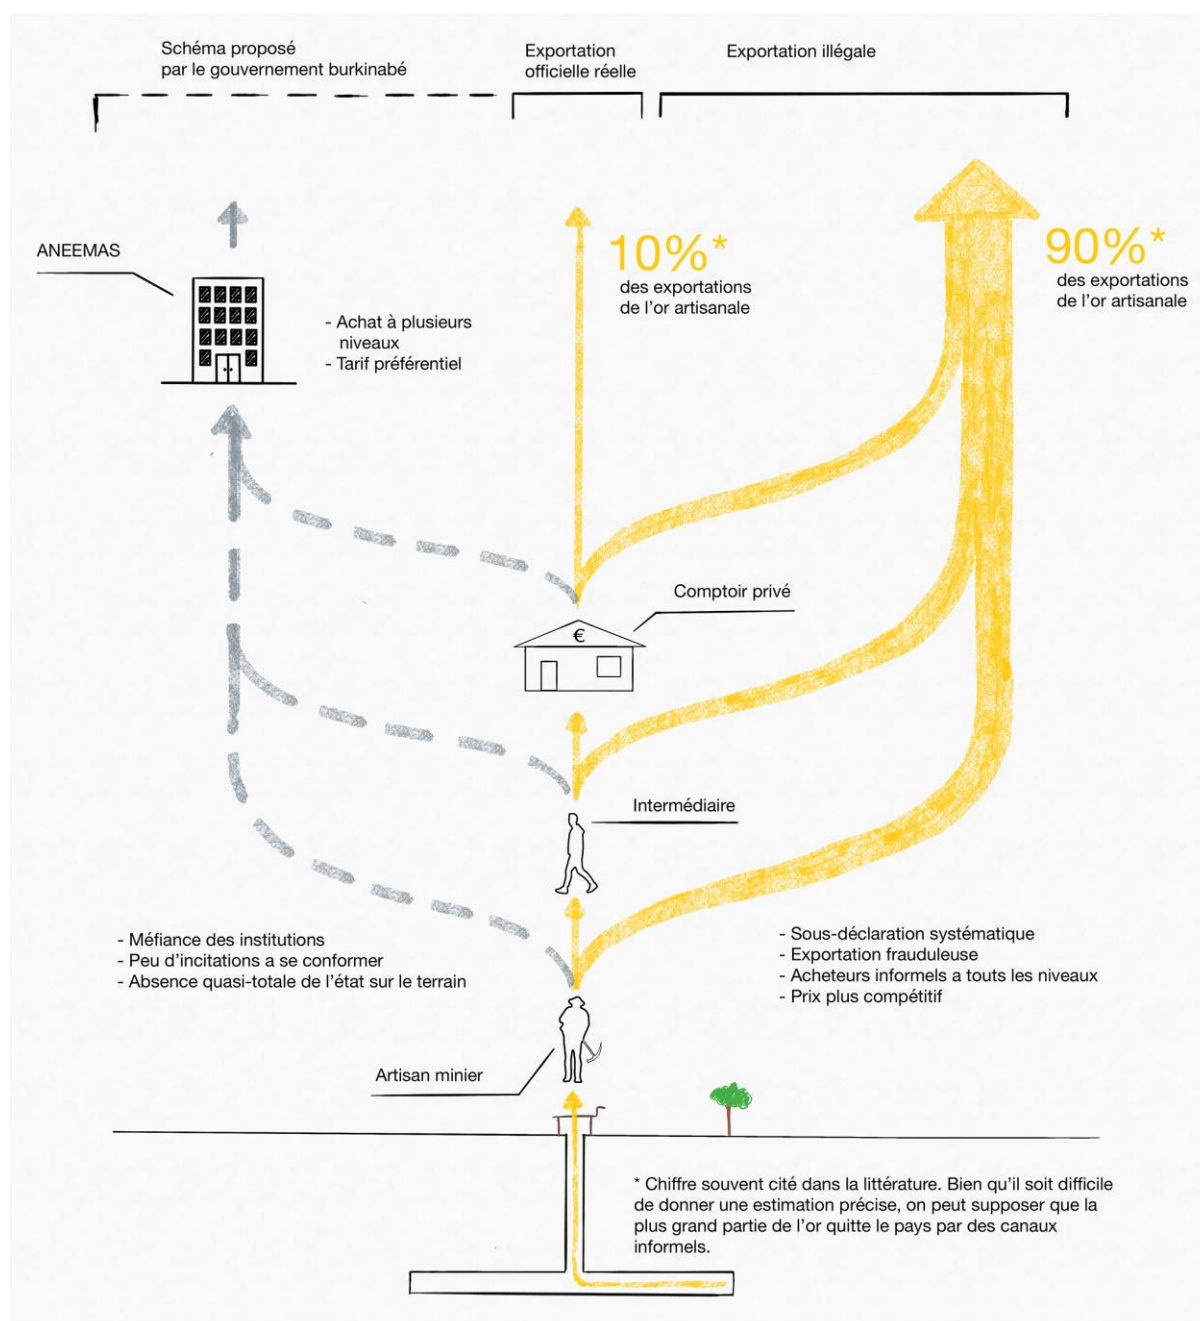 Schéma proposé
par le gouvernement burkinabé
Exportation
officielle réelle
Exportation illégale
ANEEMAS
- Achat à plusieurs
niveaux
- Tarif préférentiel
10%*
des exportations
de l'or artisanale
90%*
des exportations
de l'or artisanale
Comptoir privé
€
Intermédiaire
- Méfiance des institutions
- Peu d'incitations a se conformer
- Absence quasi-totale de l'état sur le terrain
- Sous-déclaration systématique
- Exportation frauduleuse
- Acheteurs informels a touts les niveaux
- Prix plus compétitif
Artisan minier
* Chiffre souvent cité dans la littérature. Bien qu'il soit difficile
de donner une estimation précise, on peut supposer que la
plus grand partie de l'or quitte le pays par des canaux
informels.